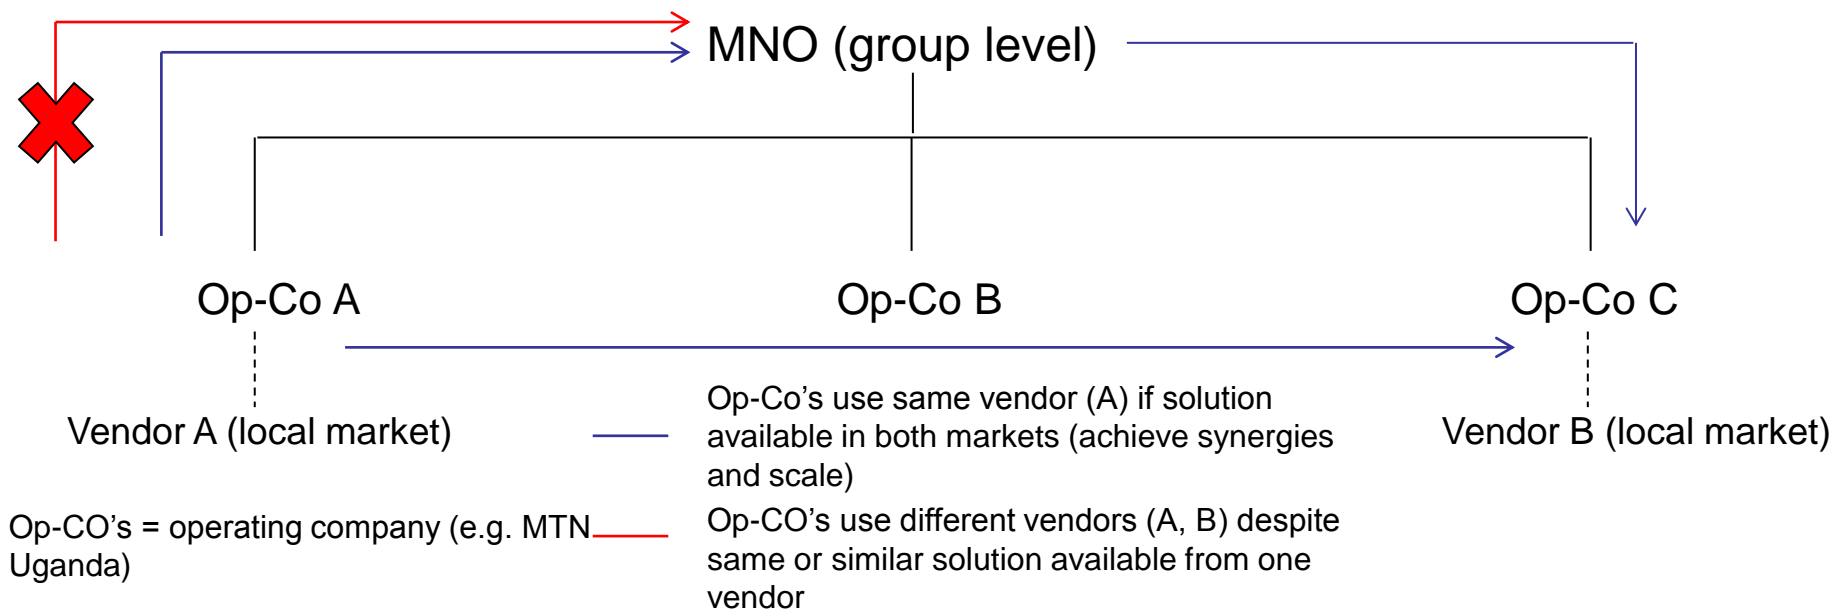 MNO (group level)
Op-Co A
Op-Co B
Op-Co C
Vendor A (local market)
Op-Co’s use same vendor (A) if solution
available in both markets (achieve synergies
and scale)
Vendor B (local market)
Op-CO’s = operating company (e.g. MTN
Uganda)
Op-CO’s use different vendors (A, B) despite
same or similar solution available from one
vendor